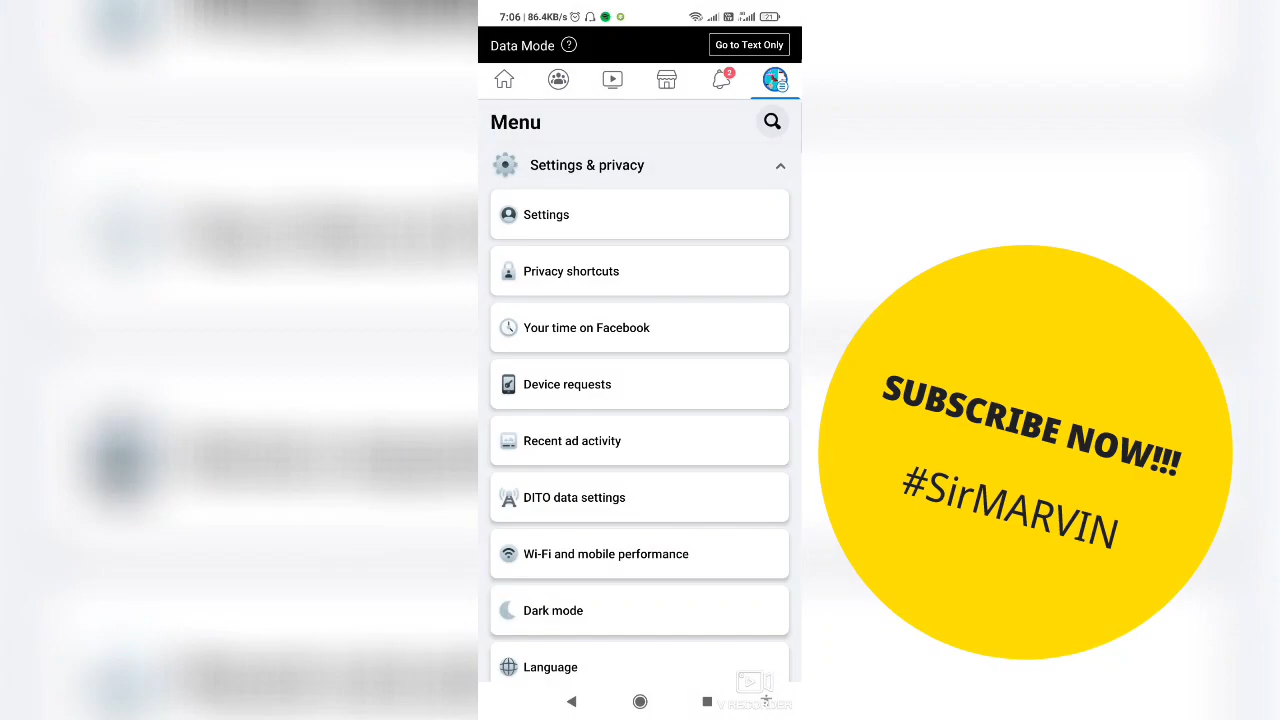 7:06 | 86.4KB/s
21
Data Mode ?
Go to Text Only
2
Menu
Settings & privacy
Settings
Privacy shortcuts
Your time on Facebook
Device requests
Recent ad activity
DITO data settings
Wi-Fi and mobile performance
Dark mode
Language
V RECORDER
SUBSCRIBE NOW!!!
#SirMARVIN